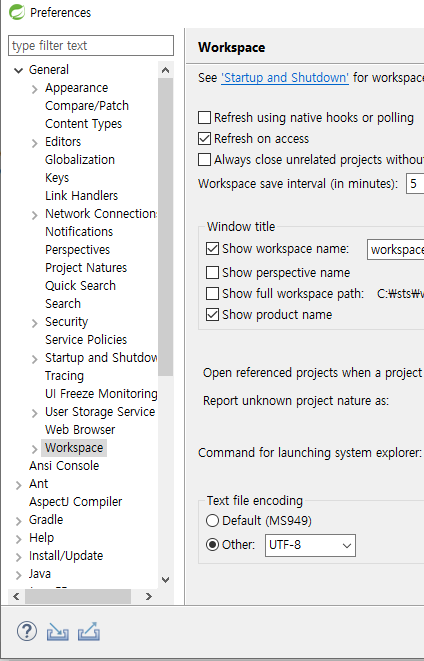 Preferences
type filter text
General
Appearance
Compare/Patch
Content Types
Editors
Globalization
Keys
Link Handlers
Network Connection
Notifications
Perspectives
Project Natures
Quick Search
Search
Security
Service Policies
Startup and Shutdow
Tracing
UI Freeze Monitoring
User Storage Service
Web Browser
Workspace
Ansi Console
Ant
AspectJ Compiler
Gradle
Help
Install/Update
Java
Workspace
See 'Startup and Shutdown' for workspace
Refresh using native hooks or polling
Refresh on access
Always close unrelated projects withou
Workspace save interval (in minutes): 5
Window title
Show workspace name: workspace
Show perspective name
Show full workspace path: C:₩sts₩w
Show product name
Open referenced projects when a project
Report unknown project nature as:
Command for launching system explorer:
Text file encoding
Default (MS949)
Other: UTF-8